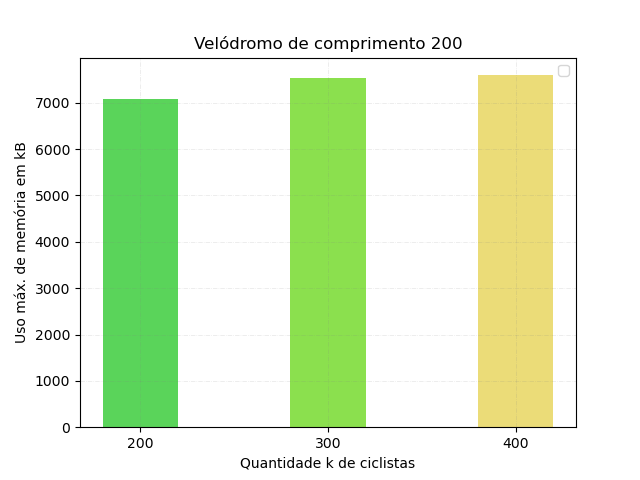 Velódromo de comprimento 200
Uso máx. de memória em kB
7000
6000
5000
4000
3000
2000
1000
0
200 300 400
Quantidade k de ciclistas